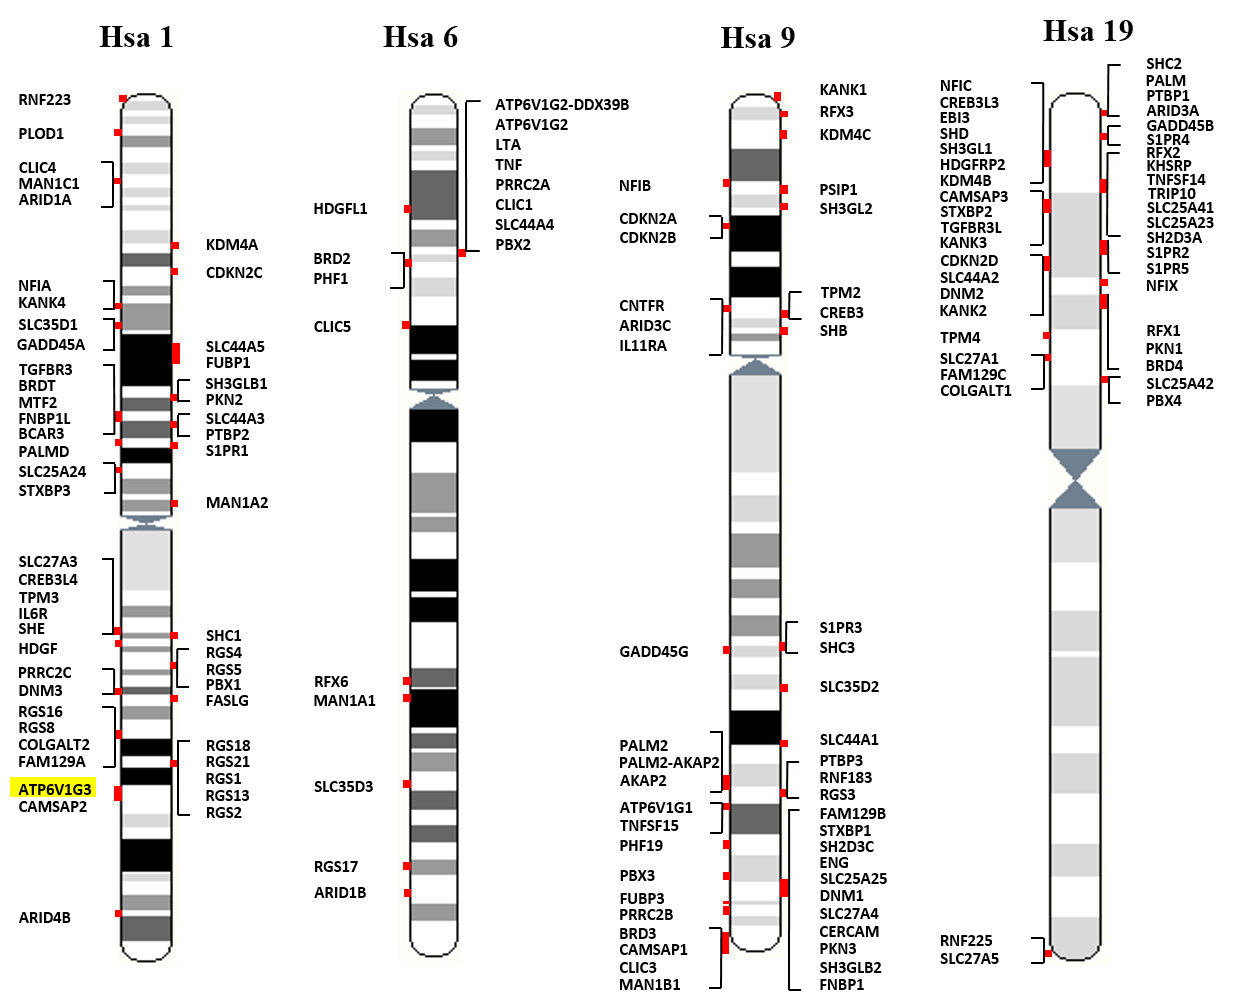 Hsa 1
RNF223
PLOD1
CLIC4
MAN1C1
ARID1A
NFIA
KANK4
SLC35D1
GADD45A
TGFBR3
BRDT
MTF2
FNBP1L
BCAR3
PALMD
SLC25A24
STXBP3
SLC27A3
CREB3L4
TPM3
IL6R
SHE
HDGF
PRRC2C
DNM3
RGS16
RGS8
COLGALT2
FAM129A
ATP6V1G3
CAMSAP2
ARID4B
KDM4A
CDKN2C
SLC44A5
FUBP1
SH3GLB1
PKN2
SLC44A3
PTBP2
S1PR1
MAN1A2
SHC1
RGS4
RGS5
PBX1
FASLG
RGS18
RGS21
RGS1
RGS13
RGS2
Hsa 6
HDGFL1
BRD2
PHF1
CLIC5
RFX6
MAN1A1
SLC35D3
RGS17
ARID1B
ATP6V1G2-DDX39B
ATP6V1G2
LTA
TNF
PRRC2A
CLIC1
SLC44A4
PBX2
Hsa 9
NFIB
CDKN2A
CDKN2B
CNTFR
ARID3C
IL11RA
GADD45G
PALM2
PALM2-AKAP2
AKAP2
ATP6V1G1
TNFSF15
PHF19
PBX3
FUBP3
PRRC2B
BRD3
CAMSAP1
CLIC3
MAN1B1
KANK1
RFX3
KDM4C
PSIP1
SH3GL2
TPM2
CREB3
SHB
S1PR3
SHC3
SLC35D2
SLC44A1
PTBP3
RNF183
RGS3
FAM129B
STXBP1
SH2D3C
ENG
SLC25A25
DNM1
SLC27A4
CERCAM
PKN3
SH3GLB2
FNBP1
Hsa 19
NFIC
CREB3L3
EBI3
SHD
SH3GL1
HDGFRP2
KDM4B
CAMSAP3
STXBP2
TGFBR3L
KANK3
CDKN2D
SLC44A2
DNM2
KANK2
TPM4
SLC27A1
FAM129C
COLGALT1
RNF225
SLC27A5
SHC2
PALM
PTBP1
ARID3A
GADD45B
S1PR4
RFX2
KHSRP
TNFSF14
TRIP10
SLC25A41
SLC25A23
SH2D3A
S1PR2
S1PR5
NFIX
RFX1
PKN1
BRD4
SLC25A42
PBX4